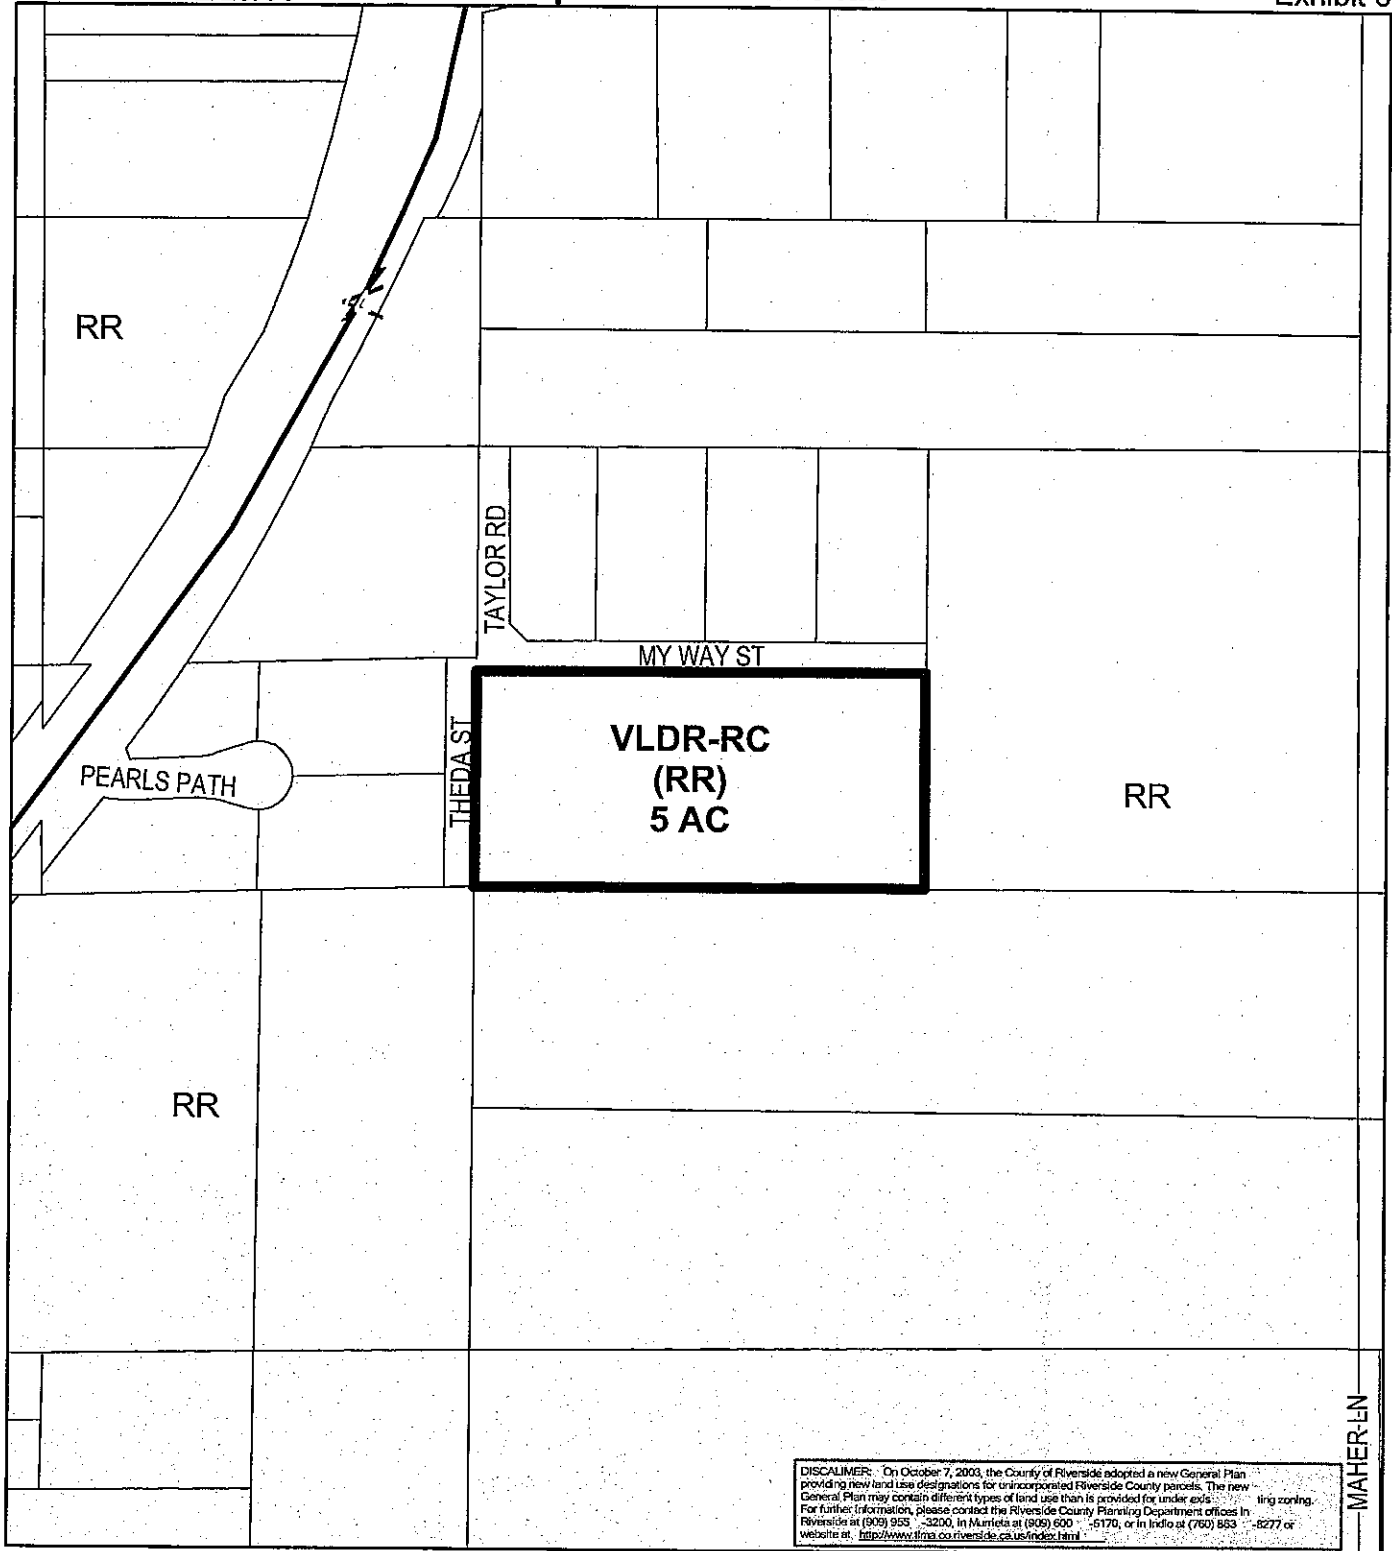 RR
TAYLOR RD
MY WAY ST
THEDA ST
VLDR-RC
(RR)
5 AC
PEARLS PATH
RR
RR
MAHER LN
DISCALIMER: On October 7, 2003, the County of Riverside adopted a new General Plan
providing new land use designations for unincorporated Riverside County parcels. The new
General Plan may contain different types of land use than is provided for under exis ting zoning.
For further information, please contact the Riverside County Planning Department offices in
Riverside at (909) 955 -3200, in Murrieta at (909) 600 -6170, or in Indio at (760) 863 -8277 or
website at http://www.tlma.co.riverside.ca.us/index.html